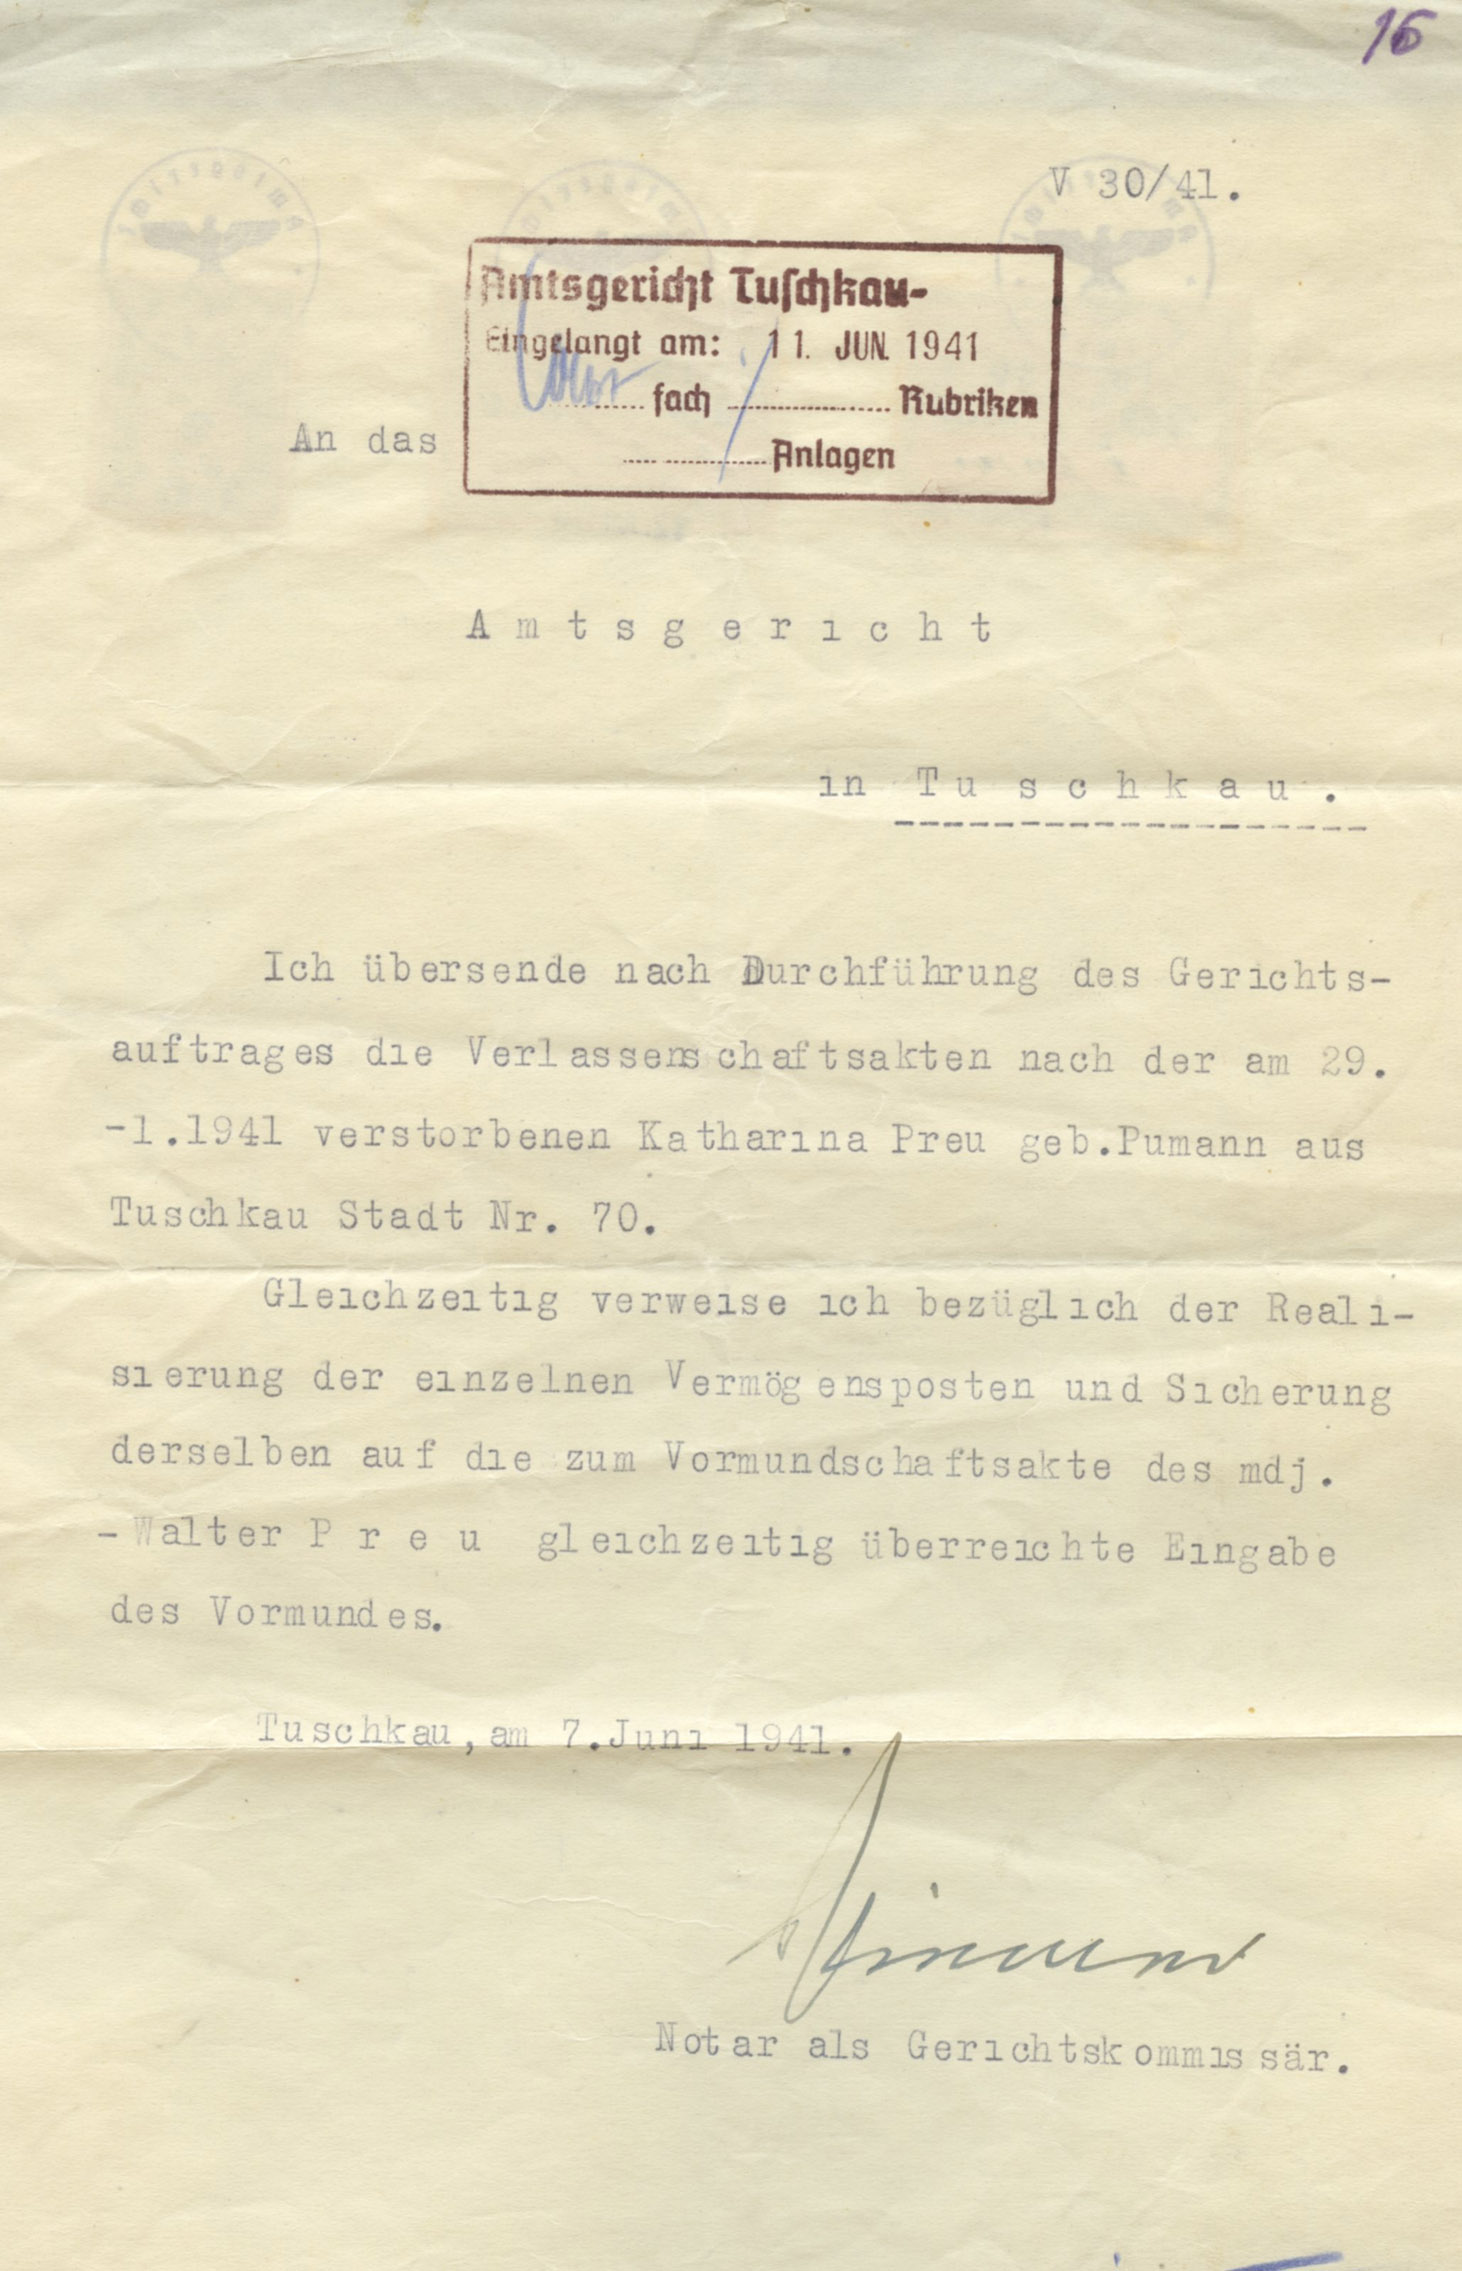 16
V 30/41.
Amtsgericht Tuschkau-
Eingelangt am: 11. JUN. 1941
fach Rubriken
An das
Anlagen
Amtsgericht
in Tuschkau.
Ich übersende nach Durchführung des Gerichts-
auftrages die Verlassenschaftsakten nach der am 29.
-1.1941 verstorbenen Katharina Preu geb.Pumann aus
Tuschkau Stadt Nr. 70.
Gleichzeitig verweise ich bezüglich der Reali-
sierung der einzelnen Vermögensposten und Sicherung
derselben auf die zum Vormundschaftsakte des mdj.
-Walter Preu gleichzeitig überreichte Eingabe
des Vormundes.
Tuschkau,am 7.Juni 1941.
Notar als Gerichtskommissär.